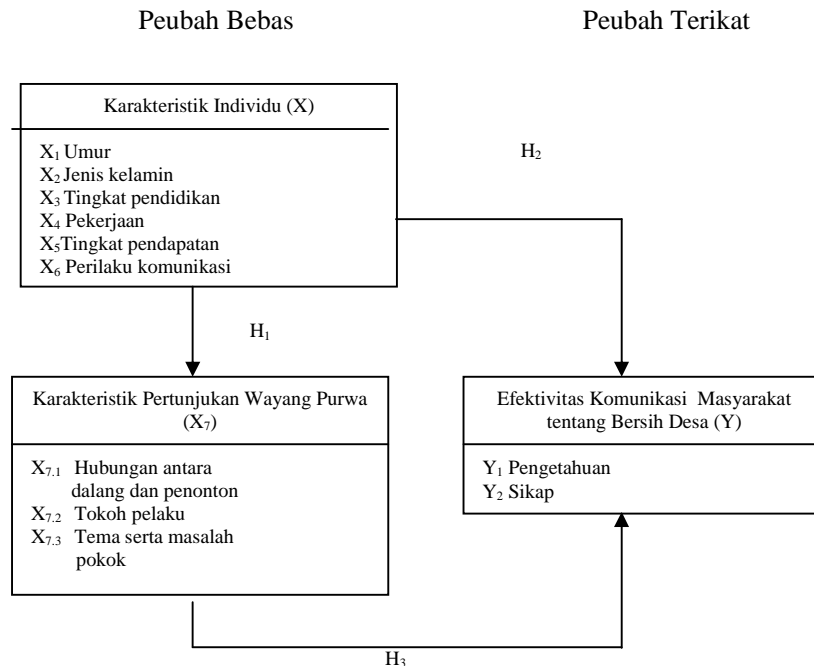 Peubah Bebas
Peubah Terikat
Karakteristik Individu (X)
X₁ Umur
X₂ Jenis kelamin
X₃ Tingkat pendidikan
X₄ Pekerjaan
X₅Tingkat pendapatan
X₆ Perilaku komunikasi
H₂
H₁
Karakteristik Pertunjukan Wayang Purwa
(X₇)
X₇.₁ Hubungan antara
dalang dan penonton
X₇.₂ Tokoh pelaku
X₇.₃ Tema serta masalah
pokok
Efektivitas Komunikasi Masyarakat
tentang Bersih Desa (Y)
Y₁ Pengetahuan
Y₂ Sikap
H₃